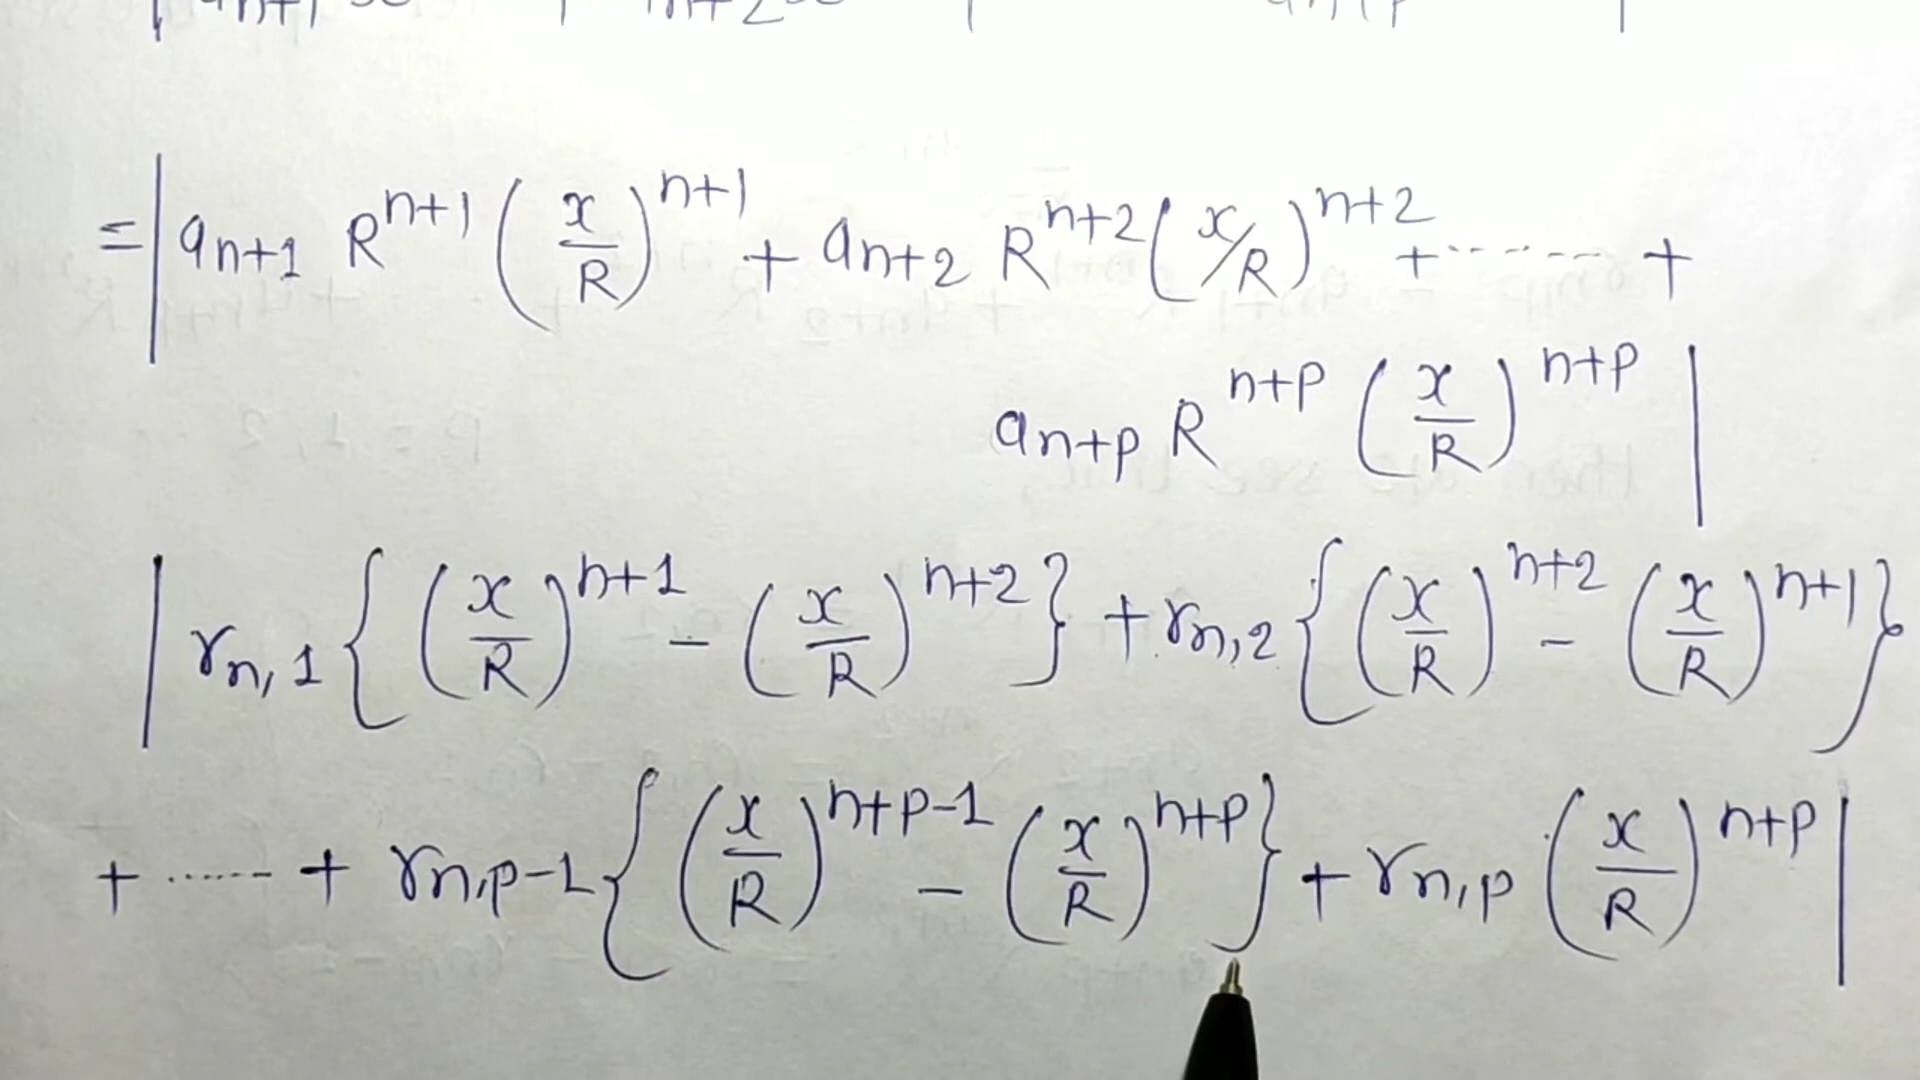 = | a_{n+1} R^{n+1} (x/R)^{n+1} + a_{n+2} R^{n+2} (x/R)^{n+2} + ....... +
a_{n+p} R^{n+p} (x/R)^{n+p} |
| r_{n,1} { (x/R)^{n+1} - (x/R)^{n+2} } + r_{n,2} { (x/R)^{n+2} - (x/R)^{n+1} }
+ ...... + r_{n,p-1} { (x/R)^{n+p-1} - (x/R)^{n+p} } + r_{n,p} (x/R)^{n+p} |